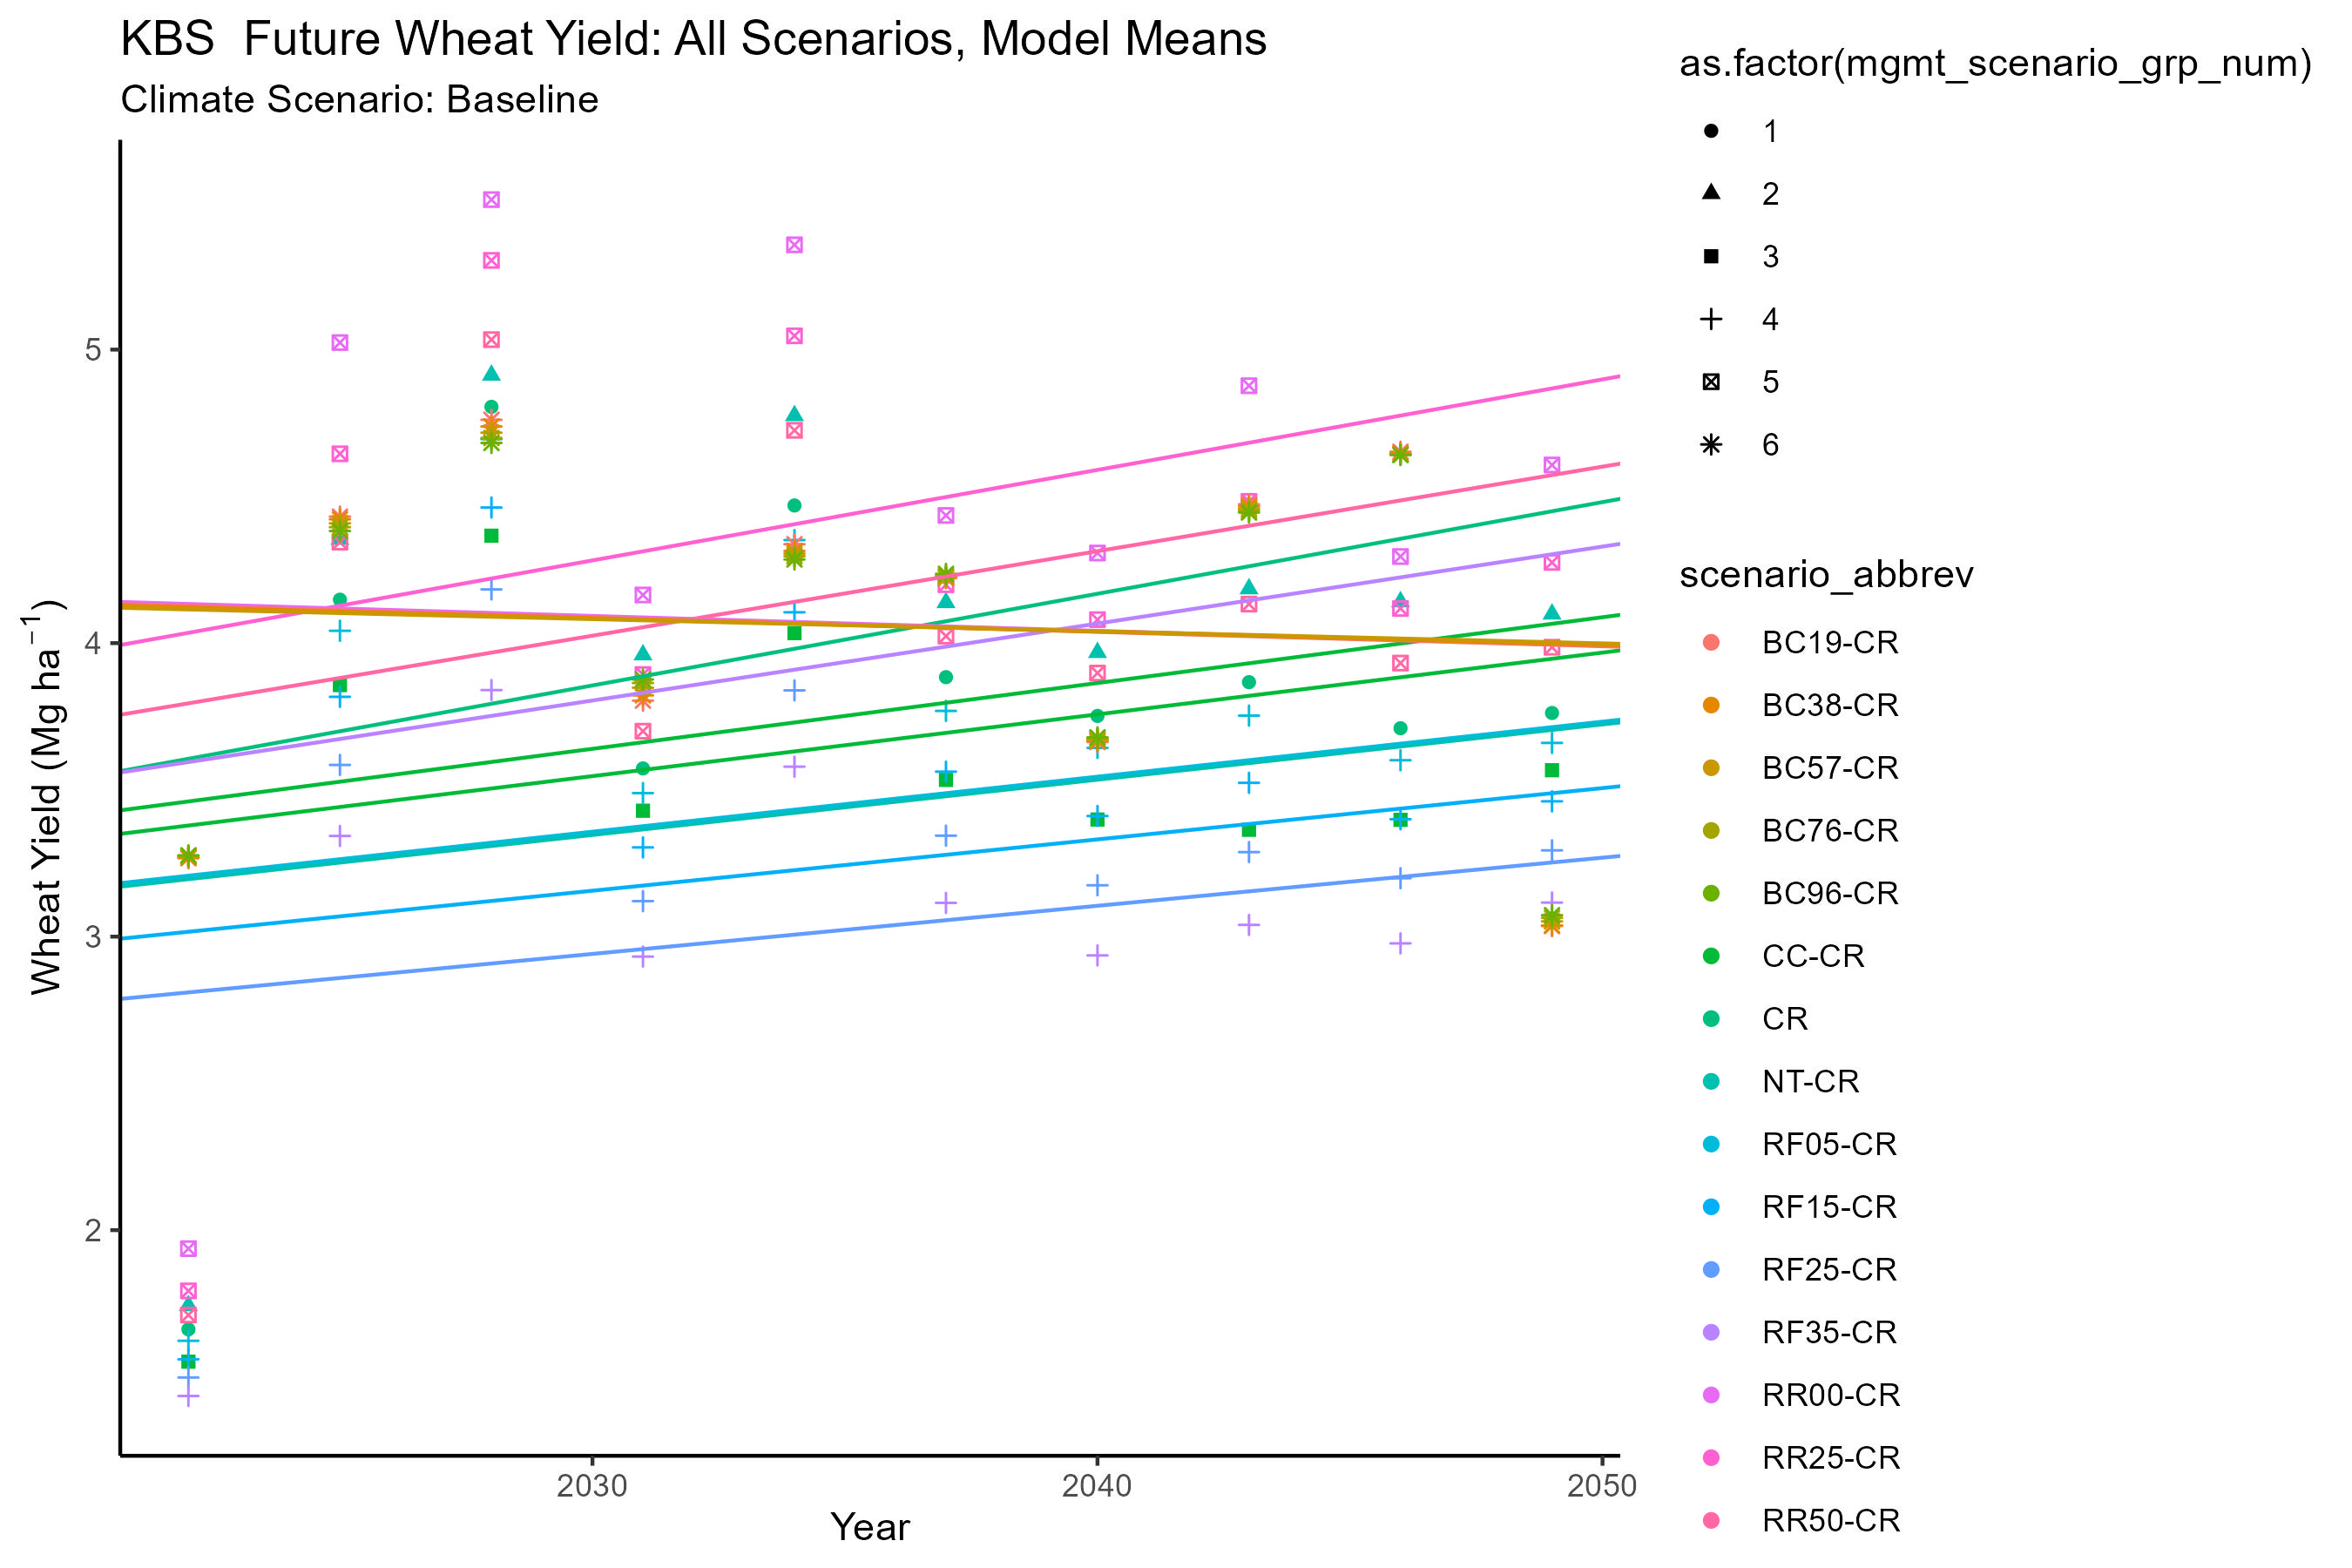 KBS  Future Wheat Yield: All Scenarios, Model Means
Climate Scenario: Baseline
Wheat Yield (Mg ha⁻¹)
5
4
3
2
2030
2040
2050
Year
as.factor(mgmt_scenario_grp_num)
1
2
3
4
5
6
scenario_abbrev
BC19-CR
BC38-CR
BC57-CR
BC76-CR
BC96-CR
CC-CR
CR
NT-CR
RF05-CR
RF15-CR
RF25-CR
RF35-CR
RR00-CR
RR25-CR
RR50-CR